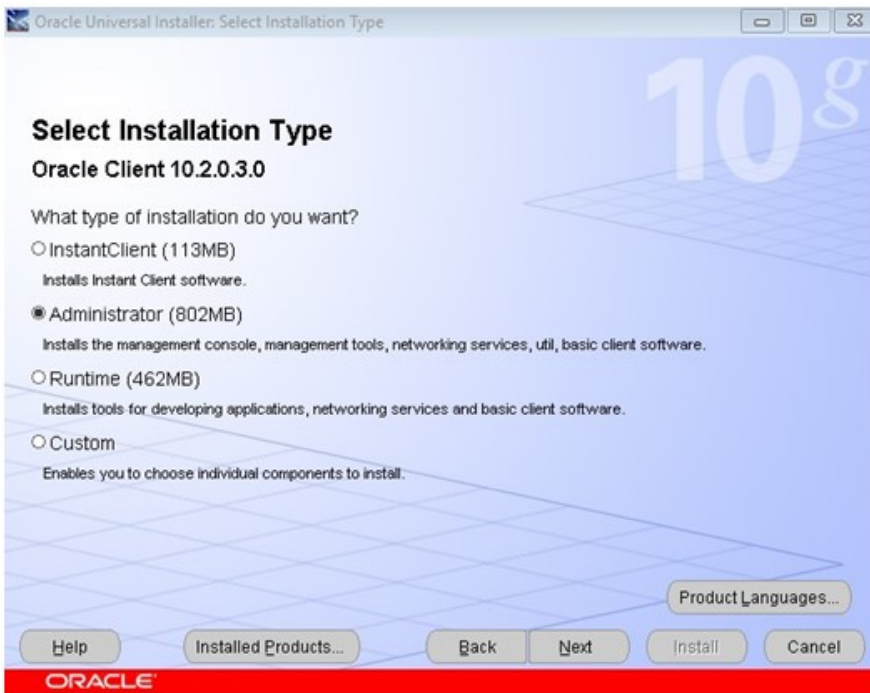 Oracle Universal Installer: Select Installation Type
10g
Select Installation Type
Oracle Client 10.2.0.3.0
What type of installation do you want?
InstantClient (113MB)
Installs Instant Client software.
Administrator (802MB)
Installs the management console, management tools, networking services, util, basic client software.
Runtime (462MB)
Installs tools for developing applications, networking services and basic client software.
Custom
Enables you to choose individual components to install.
Product Languages...
Help Installed Products... Back Next Install Cancel
ORACLE